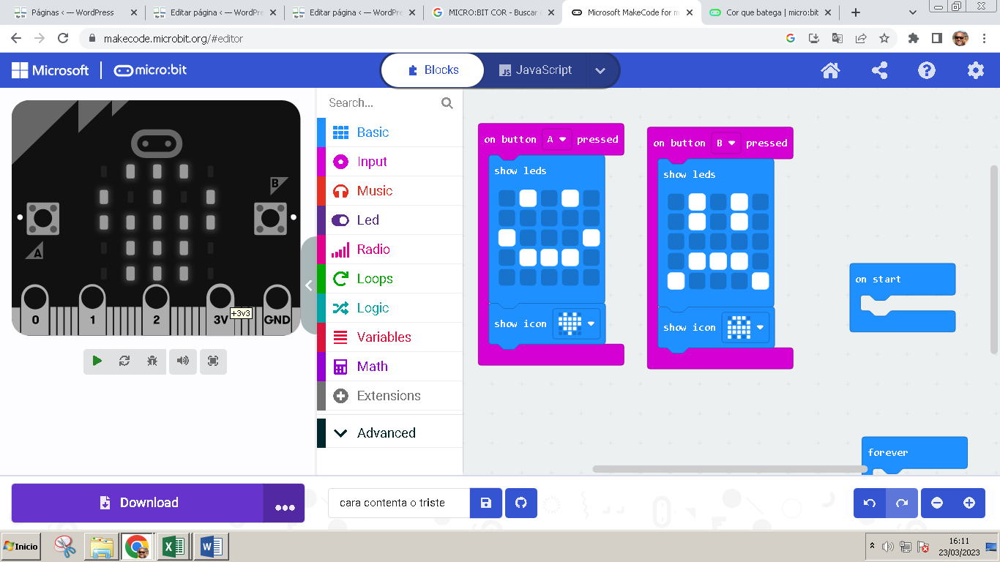 Páginas ‹ — WordPress
Editar página ‹ — WordPre
Editar página ‹ — WordPre
MICRO:BIT COR - Buscar
Microsoft MakeCode for m
Cor que batega | micro:bit
makecode.microbit.org/#editor
Microsoft
micro:bit
Blocks
JS
JavaScript
Search...
Basic
Input
Music
Led
Radio
Loops
Logic
Variables
Math
Extensions
Advanced
B
A
0
1
2
3V
+3v3
GND
on button A pressed
show leds
show icon
on button B pressed
show leds
show icon
on start
forever
Download
cara contenta o triste
Inicio
16:11
23/03/2023